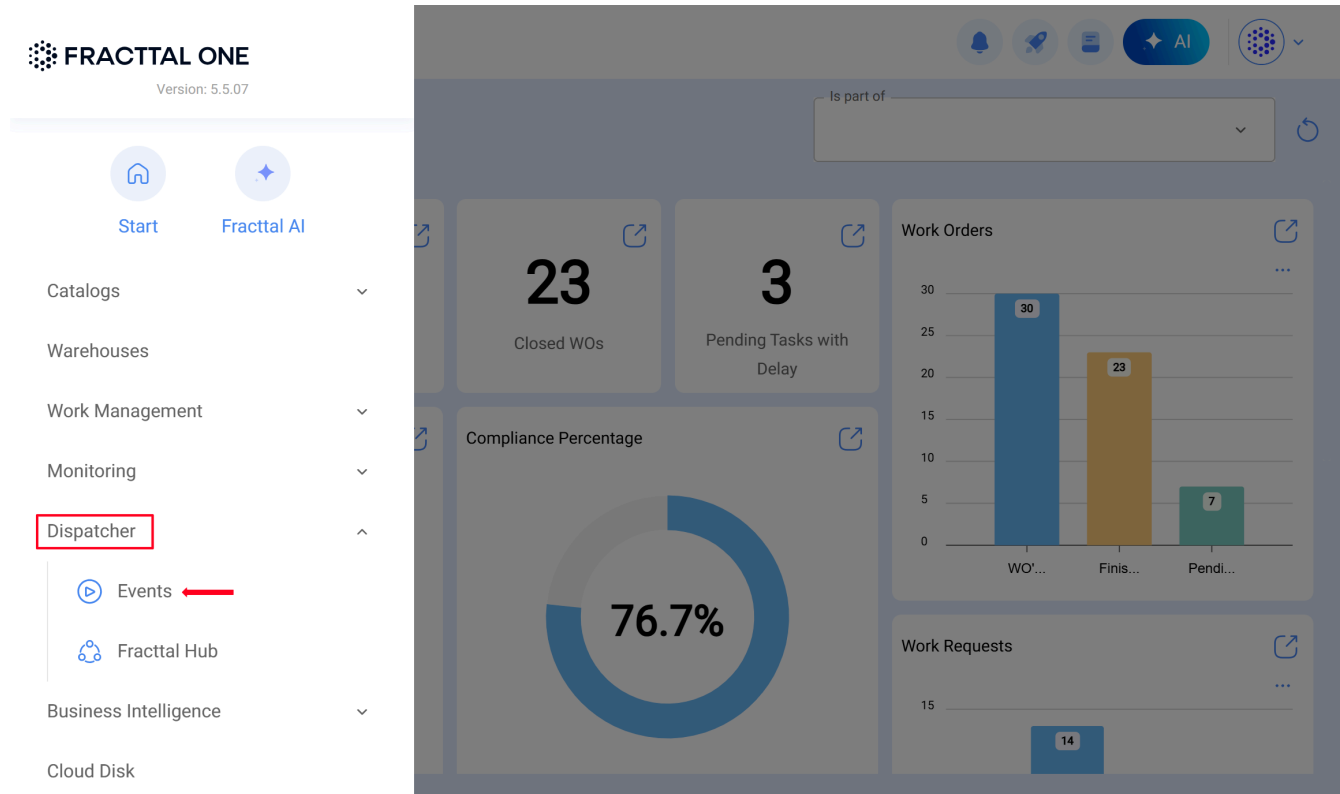 FRACTTAL ONE
Version: 5.5.07
Start
Fracttal AI
Catalogs
Warehouses
Work Management
Monitoring
Dispatcher
Events
Fracttal Hub
Business Intelligence
Cloud Disk
AI
Is part of
23
Closed WOs
3
Pending Tasks with
Delay
Work Orders
...
30
25
20
15
10
5
0
30
23
7
WO'...
Finis...
Pendi...
Compliance Percentage
76.7%
Work Requests
...
15
14